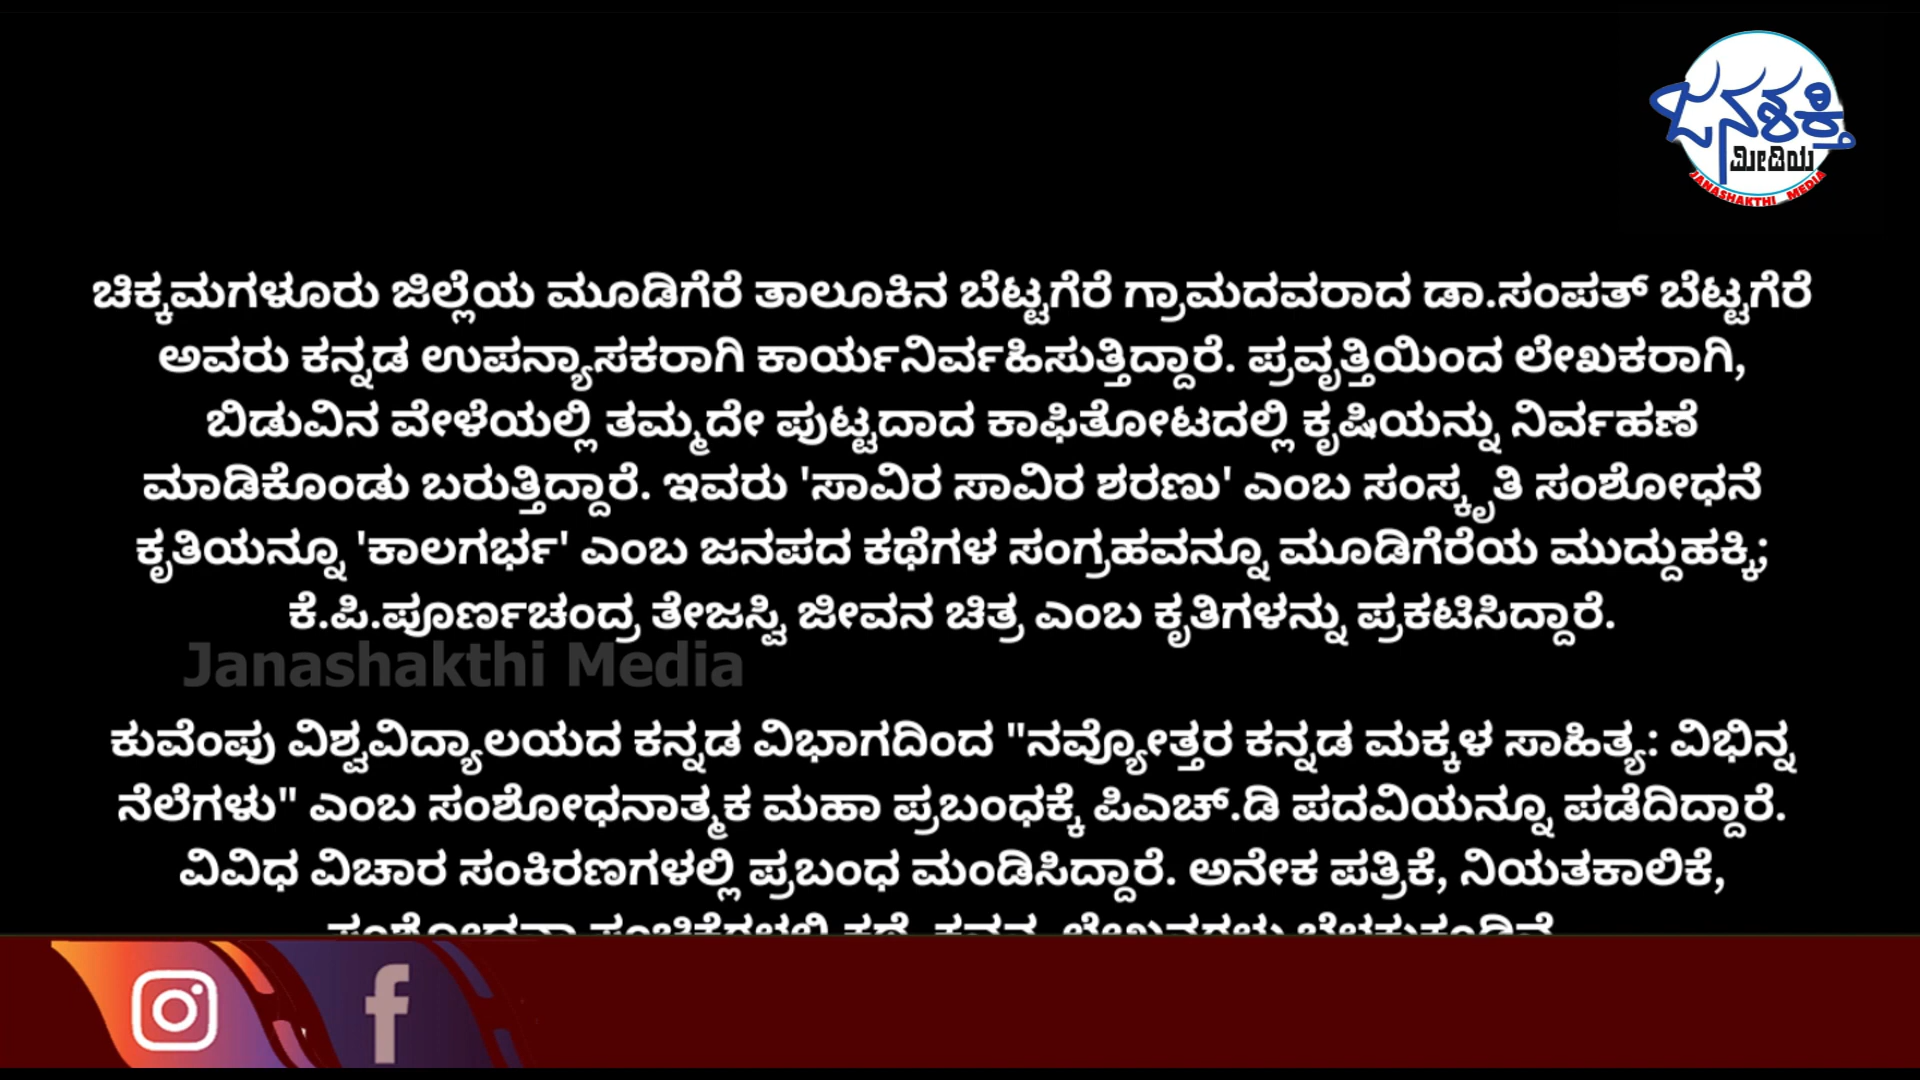 ಜನಶಕ್ತಿ
ಮೀಡಿಯ
JANASHAKTHI MEDIA
ಚಿಕ್ಕಮಗಳೂರು ಜಿಲ್ಲೆಯ ಮೂಡಿಗೆರೆ ತಾಲೂಕಿನ ಬೆಟ್ಟಗೆರೆ ಗ್ರಾಮದವರಾದ ಡಾ.ಸಂಪತ್ ಬೆಟ್ಟಗೆರೆ
ಅವರು ಕನ್ನಡ ಉಪನ್ಯಾಸಕರಾಗಿ ಕಾರ್ಯನಿರ್ವಹಿಸುತ್ತಿದ್ದಾರೆ. ಪ್ರವೃತ್ತಿಯಿಂದ ಲೇಖಕರಾಗಿ,
ಬಿಡುವಿನ ವೇಳೆಯಲ್ಲಿ ತಮ್ಮದೇ ಪುಟ್ಟದಾದ ಕಾಫಿತೋಟದಲ್ಲಿ ಕೃಷಿಯನ್ನು ನಿರ್ವಹಣೆ
ಮಾಡಿಕೊಂಡು ಬರುತ್ತಿದ್ದಾರೆ. ಇವರು 'ಸಾವಿರ ಸಾವಿರ ಶರಣು' ಎಂಬ ಸಂಸ್ಕೃತಿ ಸಂಶೋಧನೆ
ಕೃತಿಯನ್ನೂ 'ಕಾಲಗರ್ಭ' ಎಂಬ ಜನಪದ ಕಥೆಗಳ ಸಂಗ್ರಹವನ್ನೂ ಮೂಡಿಗೆರೆಯ ಮುದ್ದುಹಕ್ಕಿ;
ಕೆ.ಪಿ.ಪೂರ್ಣಚಂದ್ರ ತೇಜಸ್ವಿ ಜೀವನ ಚಿತ್ರ ಎಂಬ ಕೃತಿಗಳನ್ನು ಪ್ರಕಟಿಸಿದ್ದಾರೆ.
Janashakthi Media
ಕುವೆಂಪು ವಿಶ್ವವಿದ್ಯಾಲಯದ ಕನ್ನಡ ವಿಭಾಗದಿಂದ "ನವ್ಯೋತ್ತರ ಕನ್ನಡ ಮಕ್ಕಳ ಸಾಹಿತ್ಯ: ವಿಭಿನ್ನ
ನೆಲೆಗಳು" ಎಂಬ ಸಂಶೋಧನಾತ್ಮಕ ಮಹಾ ಪ್ರಬಂಧಕ್ಕೆ ಪಿಎಚ್.ಡಿ ಪದವಿಯನ್ನೂ ಪಡೆದಿದ್ದಾರೆ.
ವಿವಿಧ ವಿಚಾರ ಸಂಕಿರಣಗಳಲ್ಲಿ ಪ್ರಬಂಧ ಮಂಡಿಸಿದ್ದಾರೆ. ಅನೇಕ ಪತ್ರಿಕೆ, ನಿಯತಕಾಲಿಕೆ,